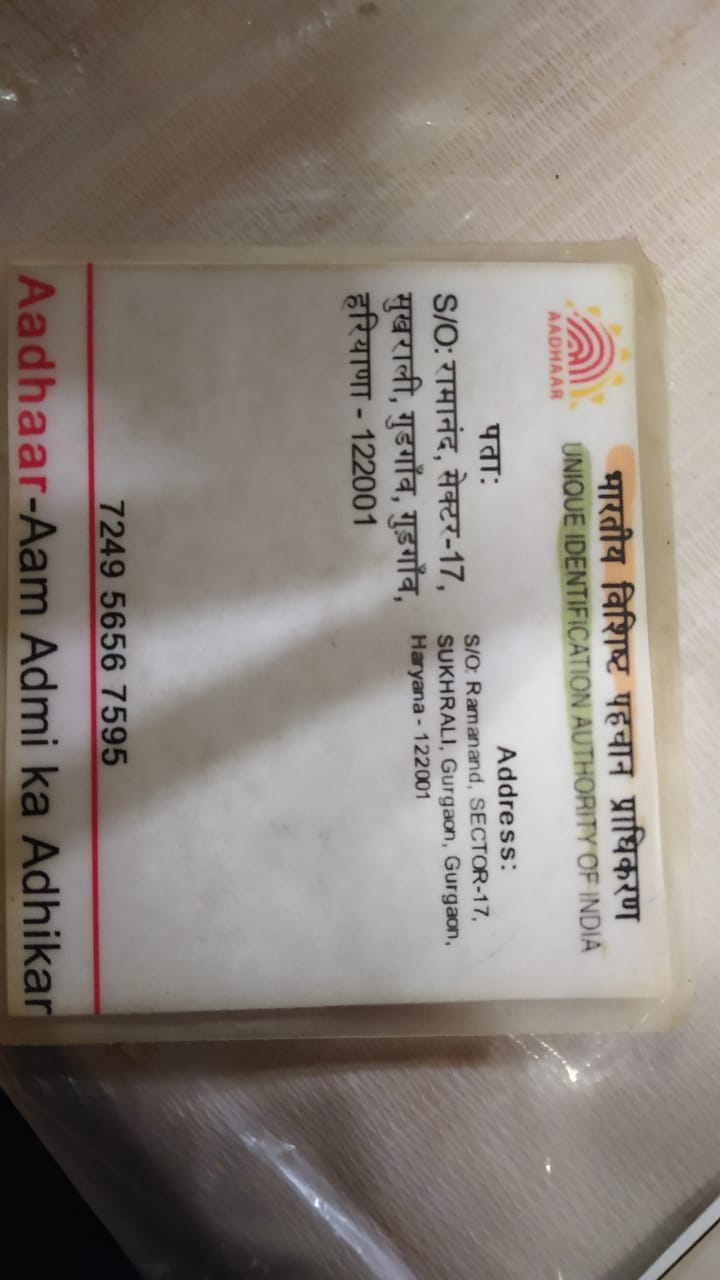 भारतीय विशिष्ट पहचान प्राधिकरण
UNIQUE IDENTIFICATION AUTHORITY OF INDIA
AADHAAR
पता:
S/O: रामानंद, सेक्टर-17,
मुखराली, गुडगाँव, गुड़गाँव,
हरियाणा - 122001
Address:
S/O: Ramanand, SECTOR-17,
SUKHRALI, Gurgaon, Gurgaon,
Haryana - 122001
7249 5656 7595
Aadhaar-Aam Admi ka Adhikar